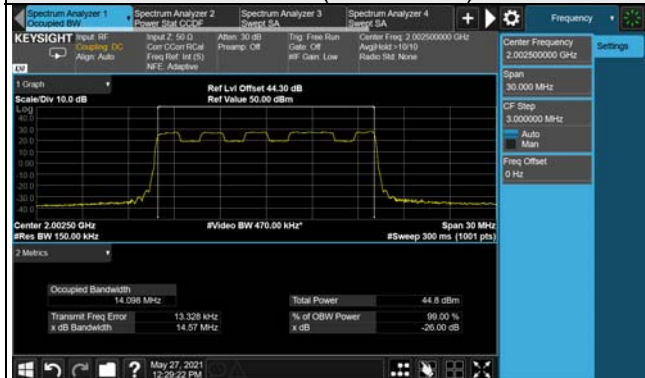 Spectrum Analyzer 1
Occupied BW
Spectrum Analyzer 2
Power Stat CCDF
Spectrum Analyzer 3
Swept SA
Spectrum Analyzer 4
Swept SA
Frequency
KEYSIGHT
Input: RF
Coupling: DC
Align: Auto
Input Z: 50 Ω
Corr CCorr RCal
Freq Ref: Int (S)
NFE: Adaptive
Atten: 30 dB
Preamp: Off
Trig: Free Run
Gate: Off
#IF Gain: Low
Center Freq: 2.002500000 GHz
Avg|Hold:>10/10
Radio Std: None
Center Frequency
2.002500000 GHz
Settings
Span
30.000 MHz
CF Step
3.000000 MHz
Auto
Man
Freq Offset
0 Hz
1 Graph
Scale/Div 10.0 dB
Ref Lvl Offset 44.30 dB
Ref Value 50.00 dBm
Log
40.0
30.0
20.0
10.0
0.00
-10.0
-20.0
-30.0
-40.0
Center 2.00250 GHz
#Res BW 150.00 kHz
#Video BW 470.00 kHz*
Span 30 MHz
#Sweep 300 ms (1001 pts)
2 Metrics
Occupied Bandwidth
14.098 MHz
Total Power 44.8 dBm
Transmit Freq Error 13.328 kHz
% of OBW Power 99.00 %
x dB Bandwidth 14.57 MHz
x dB -26.00 dB
May 27, 2021
12:29:22 PM